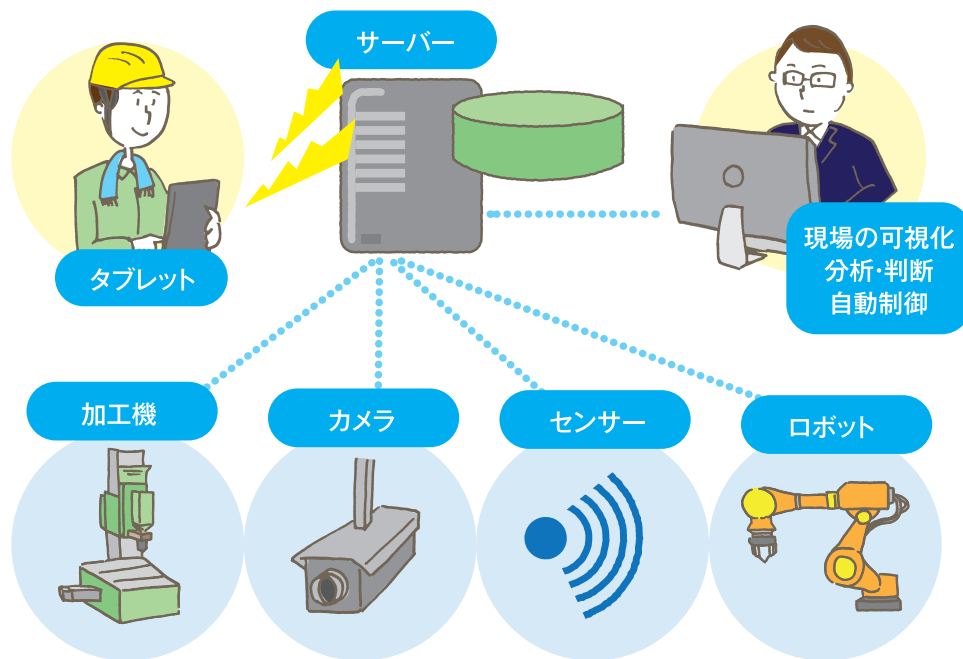 サーバー
タブレット
現場の可視化
分析・判断
自動制御
加工機
カメラ
センサー
ロボット